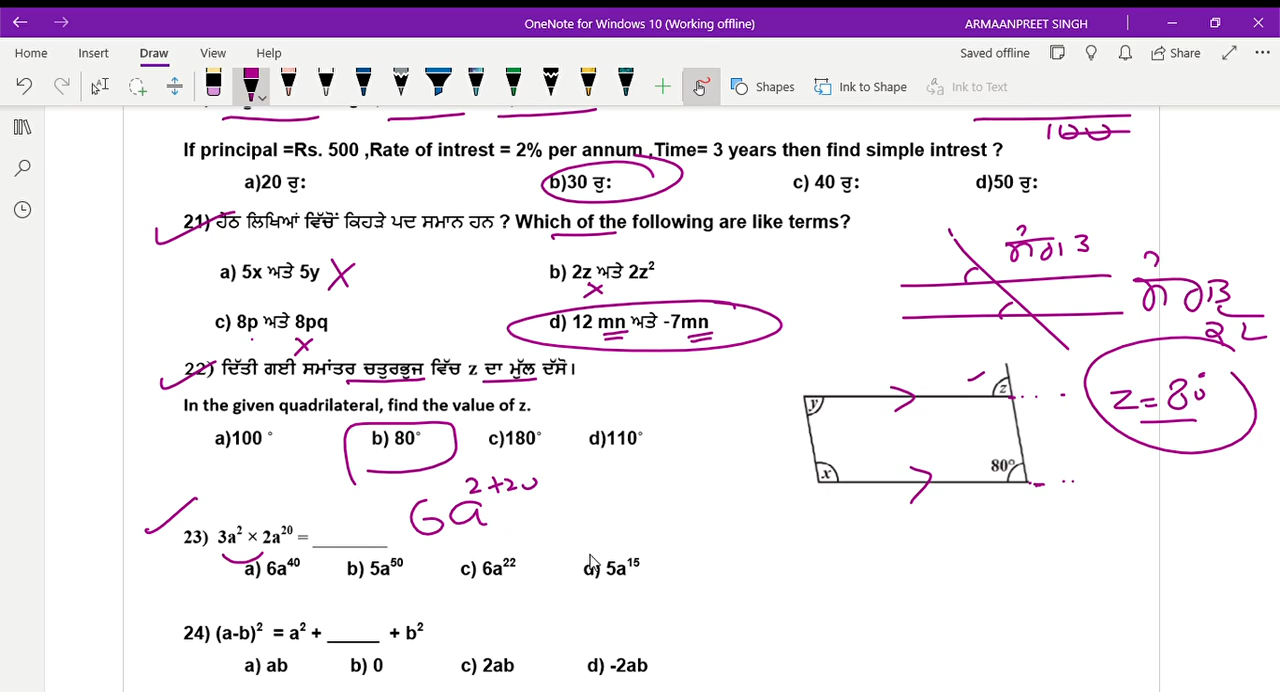 OneNote for Windows 10 (Working offline)
ARMAANPREET SINGH
Home Insert Draw View Help
Saved offline
Share
Shapes
Ink to Shape
Ink to Text
100
If principal =Rs. 500 ,Rate of intrest = 2% per annum ,Time= 3 years then find simple intrest ?
a)20 ਰੁ: b)30 ਰੁ: c) 40 ਰੁ: d)50 ਰੁ:
21) ਹੇਠ ਲਿਖਿਆਂ ਵਿੱਚੋਂ ਕਿਹੜੇ ਪਦ ਸਮਾਨ ਹਨ ? Which of the following are like terms?
a) 5x ਅਤੇ 5y b) 2z ਅਤੇ 2z²
c) 8p ਅਤੇ 8pq d) 12 mn ਅਤੇ -7mn
22) ਦਿੱਤੀ ਗਈ ਸਮਾਂਤਰ ਚਤੁਰਭੁਜ ਵਿੱਚ z ਦਾ ਮੁੱਲ ਦੱਸੋ।
In the given quadrilateral, find the value of z.
a)100 ° b) 80° c)180° d)110°
y
z
x
80°
z = 80°
6a²⁺²⁰
23) 3a² × 2a²⁰ = ________
a) 6a⁴⁰ b) 5a⁵⁰ c) 6a²² d) 5a¹⁵
24) (a-b)² = a² + _____ + b²
a) ab b) 0 c) 2ab d) -2ab